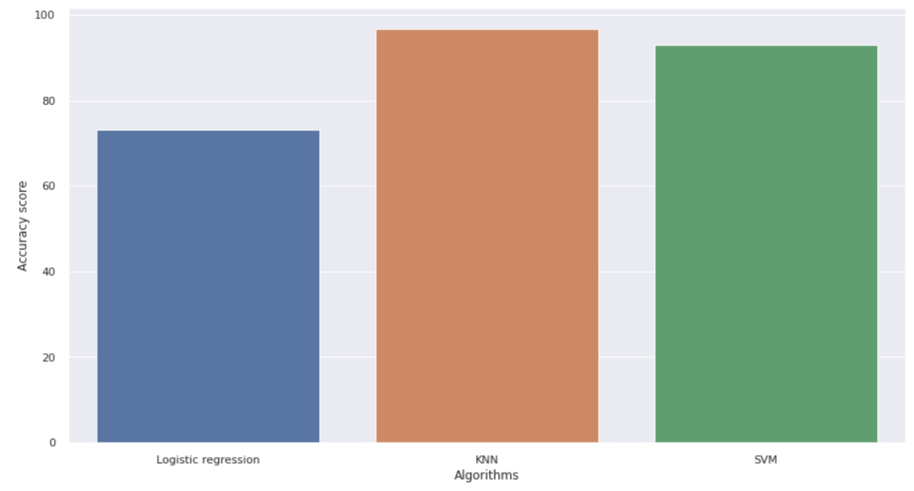 100
80
60
40
20
0
Accuracy score
Logistic regression
KNN
SVM
Algorithms